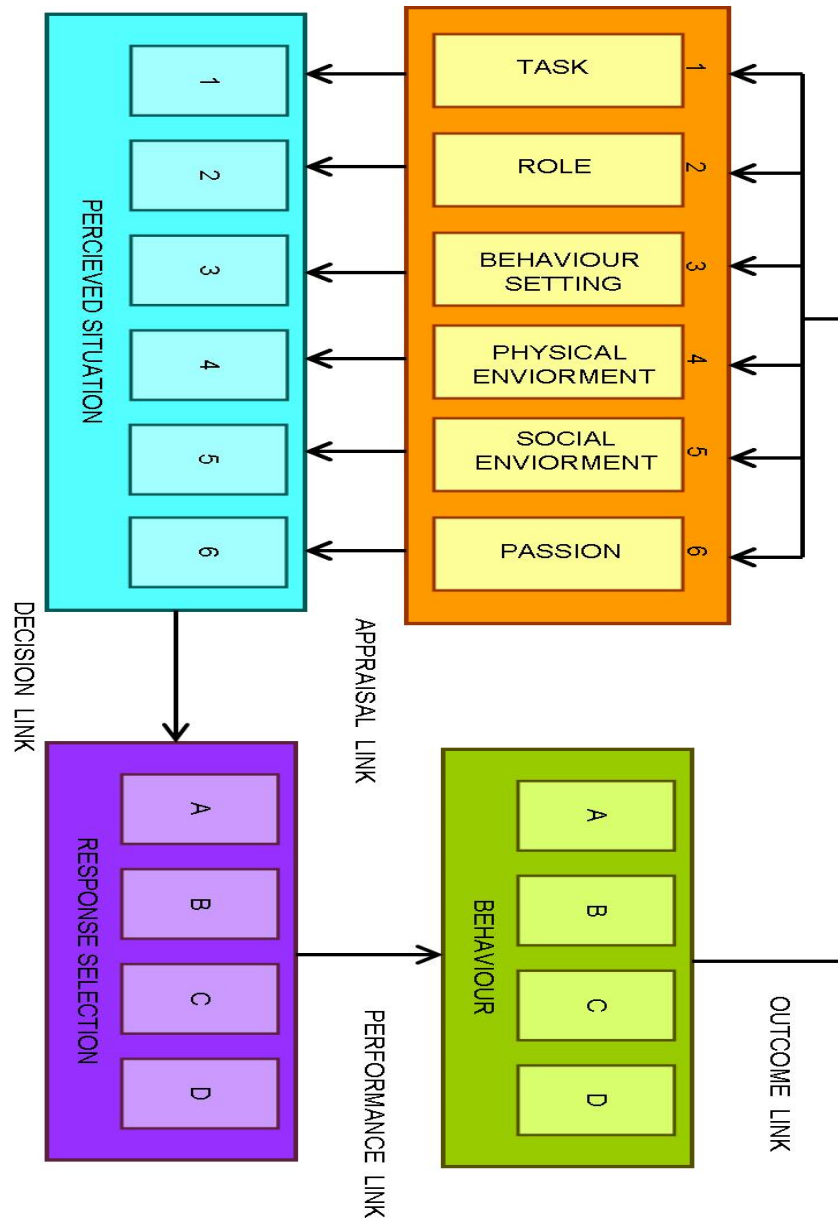 1
TASK
1
2
ROLE
2
3
BEHAVIOUR
SETTING
3
4
PHYSICAL
ENVIORMENT
4
5
SOCIAL
ENVIORMENT
5
6
PASSION
6
PERCIEVED SITUATION
DECISION LINK
APPRAISAL LINK
A
B
C
D
RESPONSE SELECTION
PERFORMANCE LINK
A
B
C
D
BEHAVIOUR
OUTCOME LINK